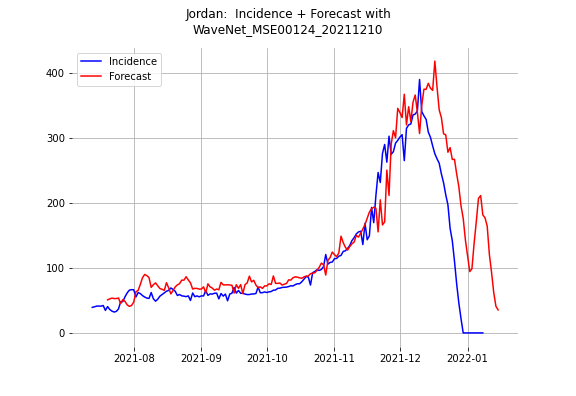 Jordan:  Incidence + Forecast with
WaveNet_MSE00124_20211210
Incidence
Forecast
400
300
200
100
0
2021-08 2021-09 2021-10 2021-11 2021-12 2022-01